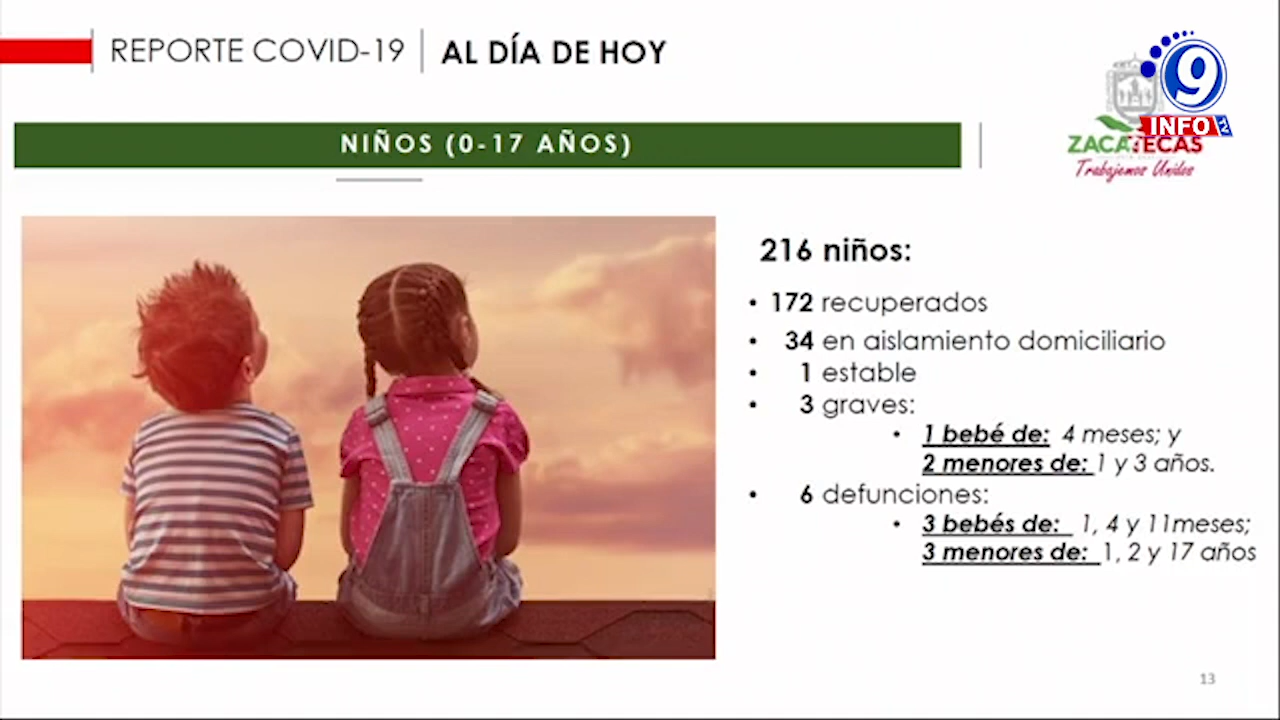 REPORTE COVID-19 AL DÍA DE HOY
9
INFO TV
ZACATECAS
Trabajemos Unidos
NIÑOS (0-17 AÑOS)
216 niños:
• 172 recuperados
• 34 en aislamiento domiciliario
• 1 estable
• 3 graves:
• 1 bebé de: 4 meses; y
2 menores de: 1 y 3 años.
• 6 defunciones:
• 3 bebés de: 1, 4 y 11meses;
3 menores de: 1, 2 y 17 años
13